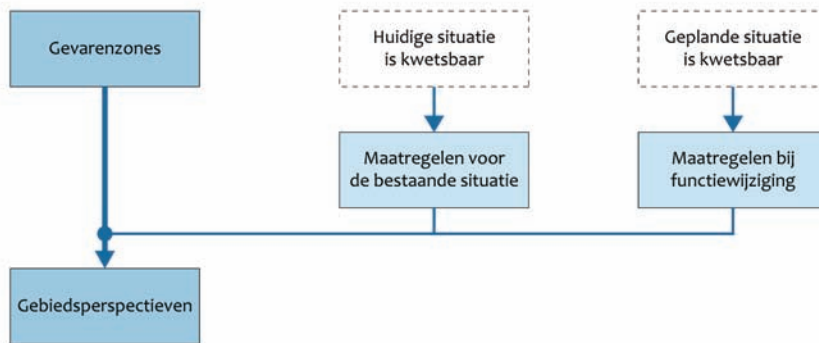 Gevarenzones
Huidige situatie
is kwetsbaar
Geplande situatie
is kwetsbaar
Maatregelen voor
de bestaande situatie
Maatregelen bij
functiewijziging
Gebiedsperspectieven